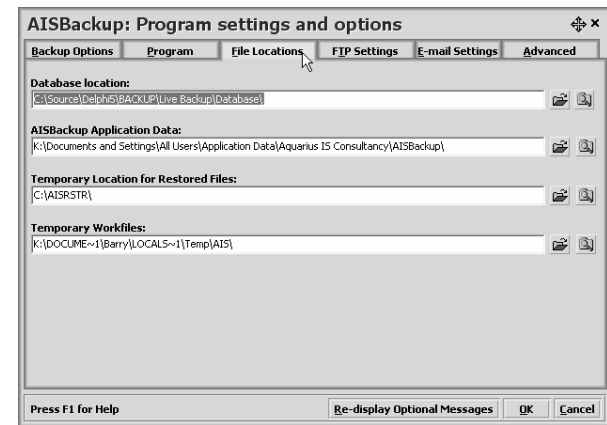 AISBackup: Program settings and options
Backup Options Program File Locations FTP Settings E-mail Settings Advanced
Database location:
C:\Source\Delphi5\BACKUP\Live Backup\Database\
AISBackup Application Data:
K:\Documents and Settings\All Users\Application Data\Aquarius IS Consultancy\AISBackup\
Temporary Location for Restored Files:
C:\AISRSTR\
Temporary Workfiles:
K:\DOCUME~1\Barry\LOCALS~1\Temp\AIS\
Press F1 for Help Re-display Optional Messages OK Cancel